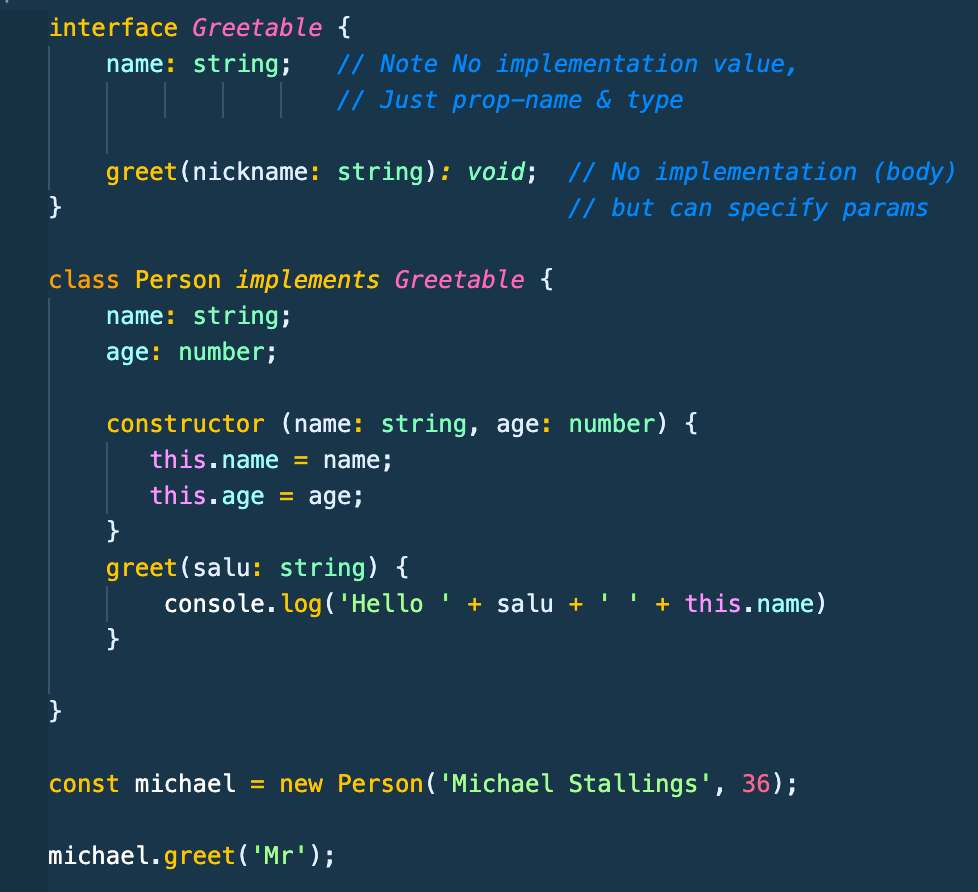 interface Greetable {
name: string;   // Note No implementation value,
// Just prop-name & type
greet(nickname: string): void;  // No implementation (body)
}                                   // but can specify params
class Person implements Greetable {
name: string;
age: number;
constructor (name: string, age: number) {
this.name = name;
this.age = age;
}
greet(salu: string) {
console.log('Hello ' + salu + ' ' + this.name)
}
}
const michael = new Person('Michael Stallings', 36);
michael.greet('Mr');